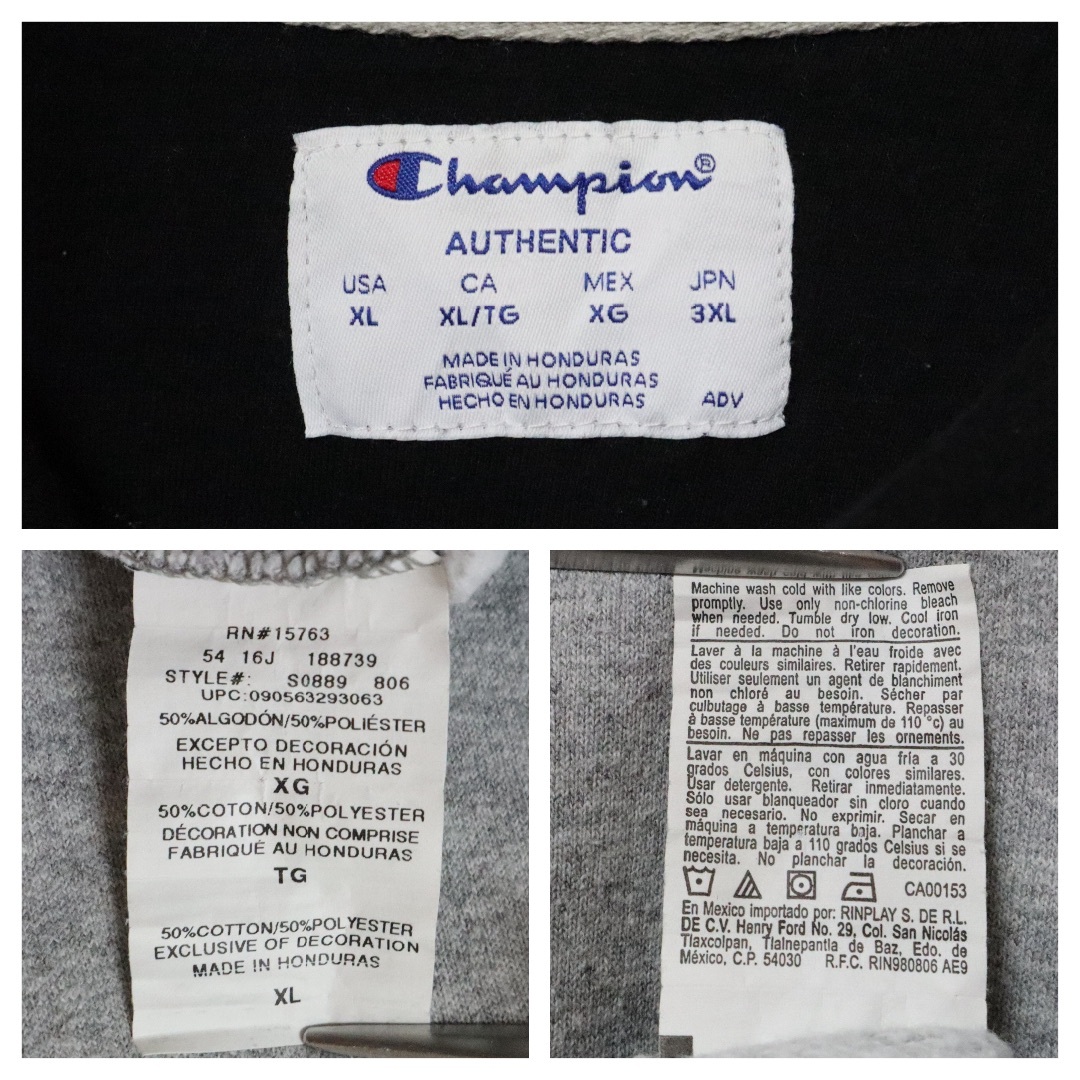 Champion®
AUTHENTIC
USA CA MEX JPN
XL XL/TG XG 3XL
MADE IN HONDURAS
FABRIQUÉ AU HONDURAS
HECHO EN HONDURAS ADV
RN#15763
54 16J 188739
STYLE#: S0889 806
UPC:090563293063
50%ALGODÓN/50%POLIÉSTER
EXCEPTO DECORACIÓN
HECHO EN HONDURAS
XG
50%COTON/50%POLYESTER
DÉCORATION NON COMPRISE
FABRIQUÉ AU HONDURAS
TG
50%COTTON/50%POLYESTER
EXCLUSIVE OF DECORATION
MADE IN HONDURAS
XL
Machine wash cold with like colors. Remove
promptly. Use only non-chlorine bleach
when needed. Tumble dry low. Cool iron
if needed. Do not iron decoration.
Laver à la machine à l'eau froide avec
des couleurs similaires. Retirer rapidement.
Utiliser seulement un agent de blanchiment
non chloré au besoin. Sécher par
culbutage à basse température. Repasser
à basse température (maximum de 110 °c) au
besoin. Ne pas repasser les ornements.
Lavar en máquina con agua fría a 30
grados Celsius, con colores similares.
Usar detergente. Retirar inmediatamente.
Sólo usar blanqueador sin cloro cuando
sea necesario. No exprimir. Secar en
máquina a temperatura baja. Planchar a
temperatura baja a 110 grados Celsius si se
necesita. No planchar la decoración.
CA00153
En Mexico importado por: RINPLAY S. DE R.L.
DE C.V. Henry Ford No. 29, Col. San Nicolás
Tlaxcolpan, Tlalnepantla de Baz, Edo. de
México, C.P. 54030 R.F.C. RIN980806 AE9